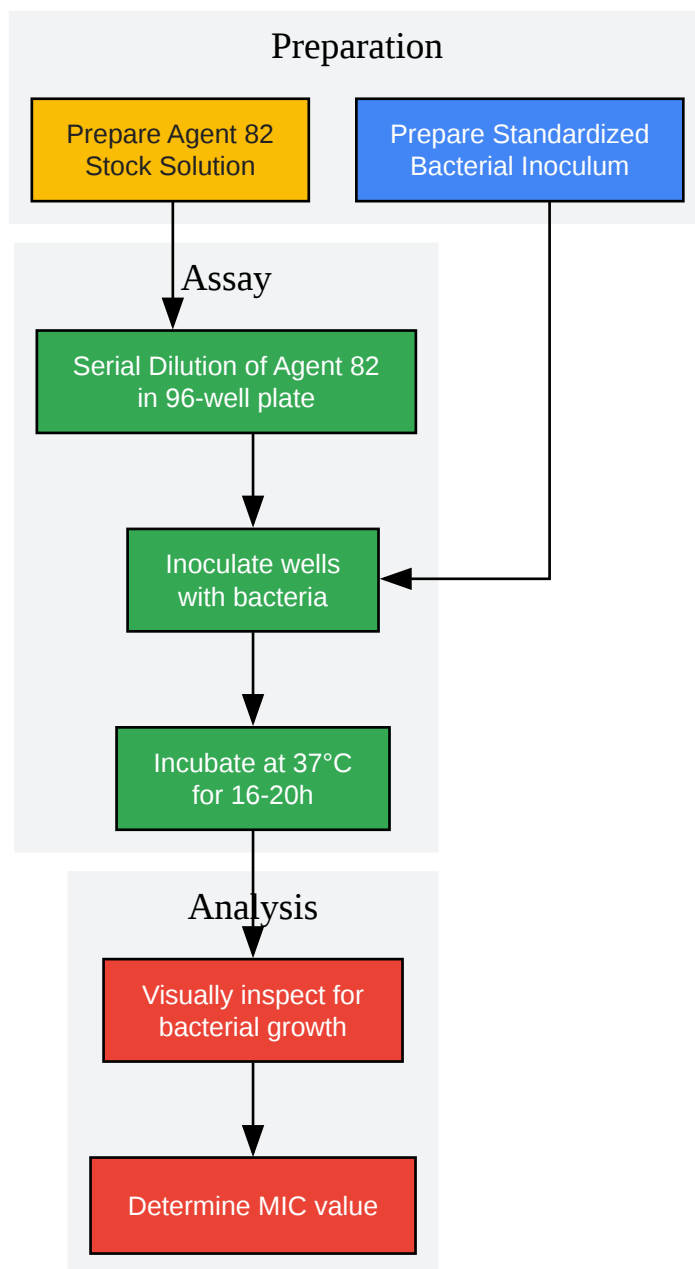 Preparation
Prepare Agent 82
Stock Solution
Prepare Standardized
Bacterial Inoculum
Assay
Serial Dilution of Agent 82
in 96-well plate
Inoculate wells
with bacteria
Incubate at 37°C
for 16-20h
Analysis
Visually inspect for
bacterial growth
Determine MIC value